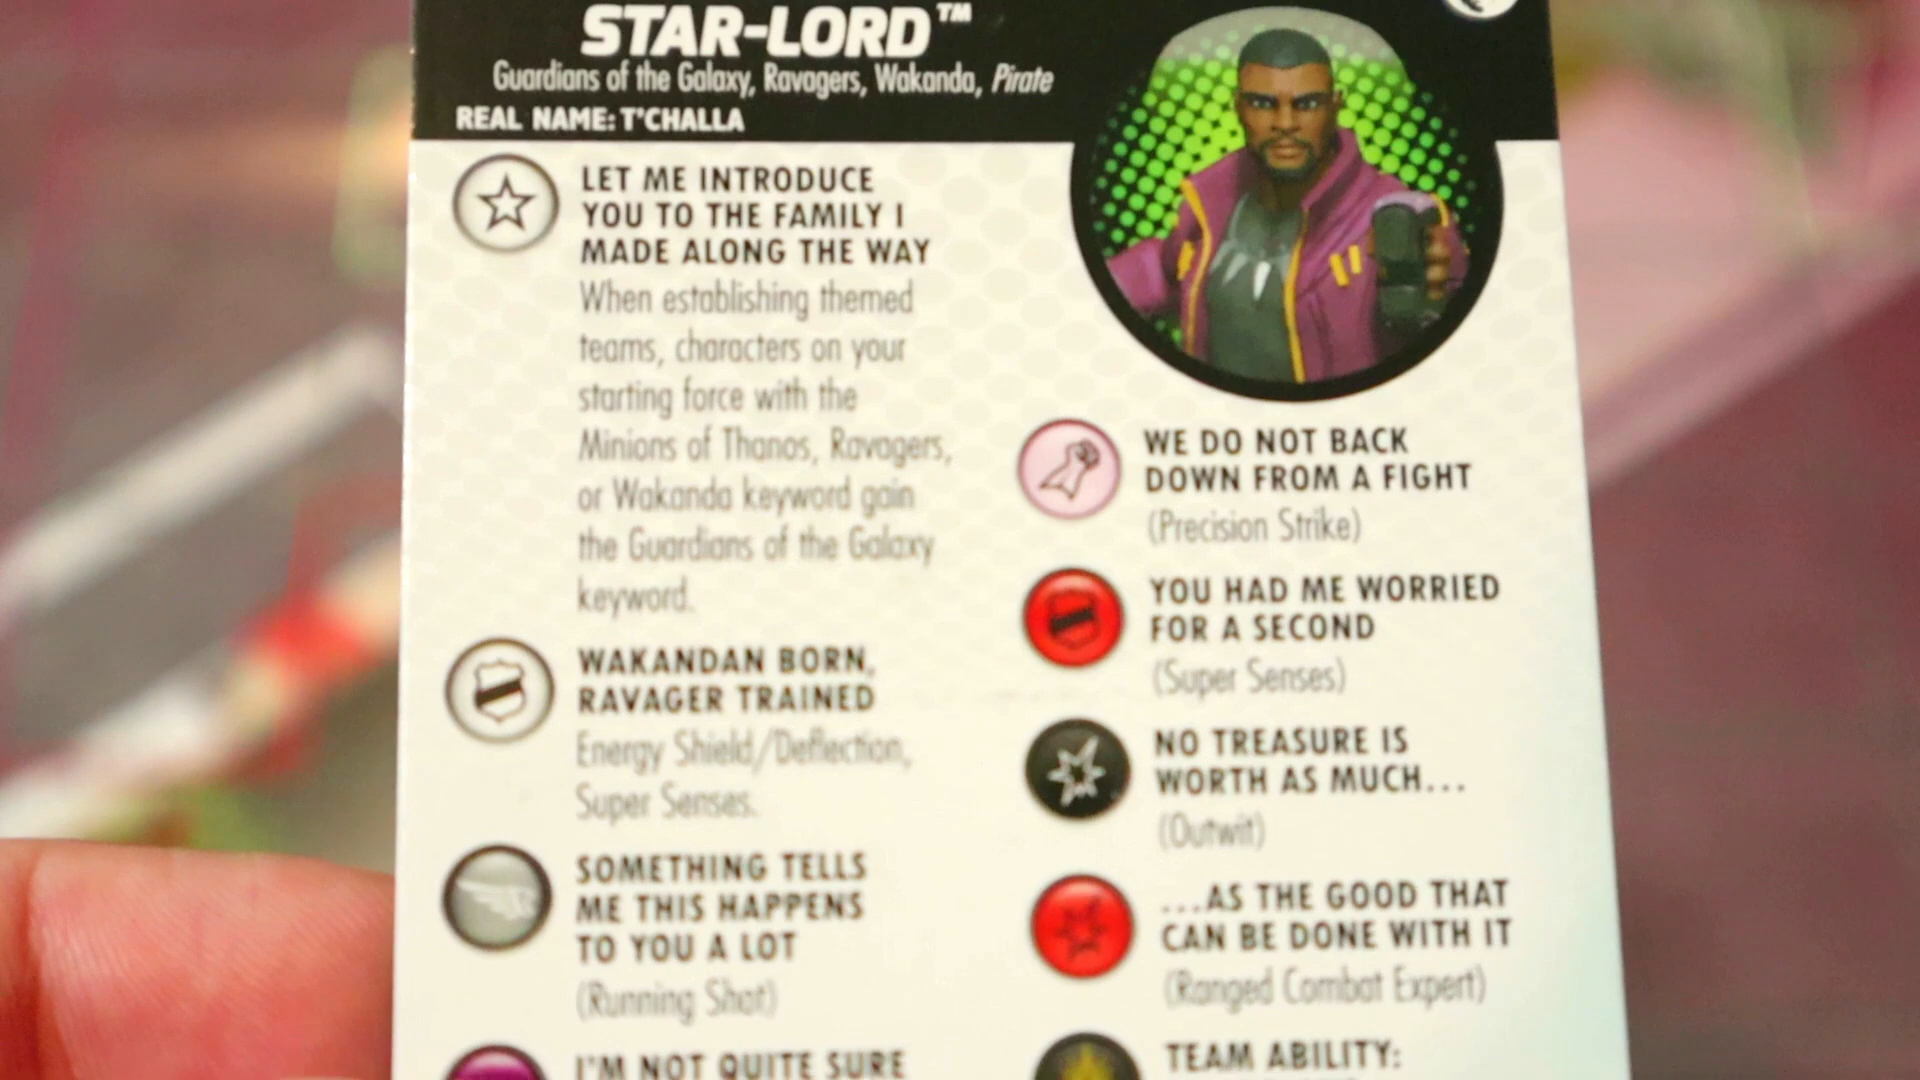 STAR-LORD™
Guardians of the Galaxy, Ravagers, Wakanda, Pirate
REAL NAME: T'CHALLA
LET ME INTRODUCE
YOU TO THE FAMILY I
MADE ALONG THE WAY
When establishing themed
teams, characters on your
starting force with the
Minions of Thanos, Ravagers,
or Wakanda keyword gain
the Guardians of the Galaxy
keyword.
WAKANDAN BORN,
RAVAGER TRAINED
Energy Shield/Deflection,
Super Senses.
SOMETHING TELLS
ME THIS HAPPENS
TO YOU A LOT
(Running Shot)
I'M NOT QUITE SURE
WE DO NOT BACK
DOWN FROM A FIGHT
(Precision Strike)
YOU HAD ME WORRIED
FOR A SECOND
(Super Senses)
NO TREASURE IS
WORTH AS MUCH...
(Outwit)
...AS THE GOOD THAT
CAN BE DONE WITH IT
(Ranged Combat Expert)
TEAM ABILITY: